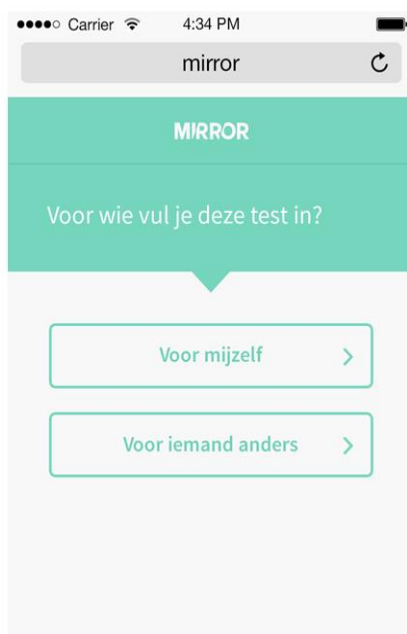 Carrier 4:34 PM
mirror
MIRROR
Voor wie vul je deze test in?
Voor mijzelf
Voor iemand anders